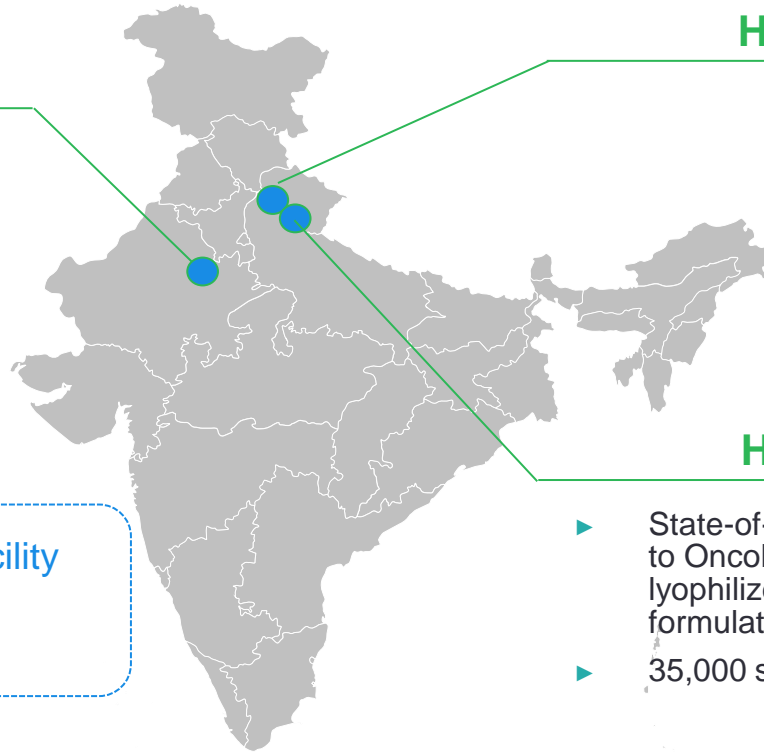 H
cility
H
► State-of-
to Oncol
lyophilize
formulat
► 35,000 s